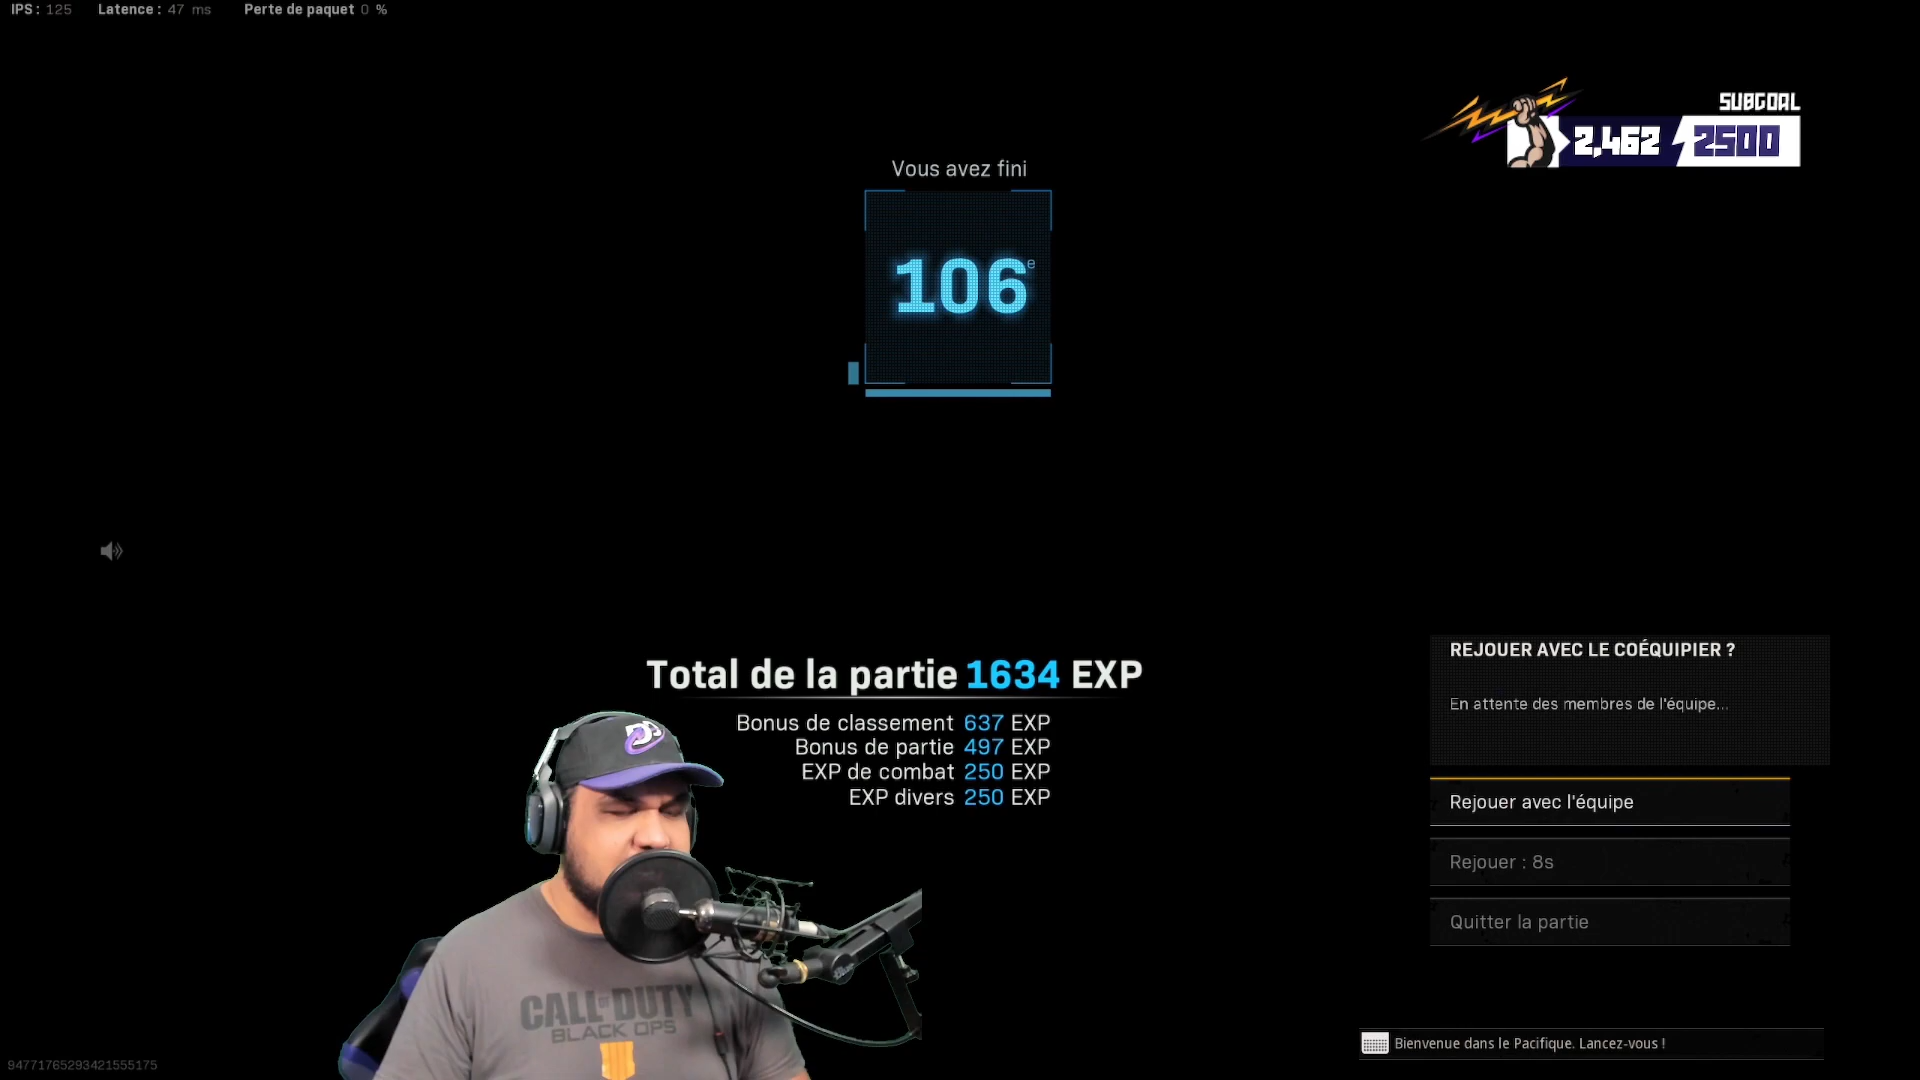 IPS : 125 Latence : 47 ms Perte de paquet 0 %
SUBGOAL
2,462 2500
Vous avez fini
106e
Total de la partie 1634 EXP
Bonus de classement 637 EXP
Bonus de partie 497 EXP
EXP de combat 250 EXP
EXP divers 250 EXP
REJOUER AVEC LE COÉQUIPIER ?
En attente des membres de l'équipe...
Rejouer avec l'équipe
Rejouer : 8s
Quitter la partie
CALL OF DUTY
BLACK OPS
Bienvenue dans le Pacifique. Lancez-vous !
94771765293421555175